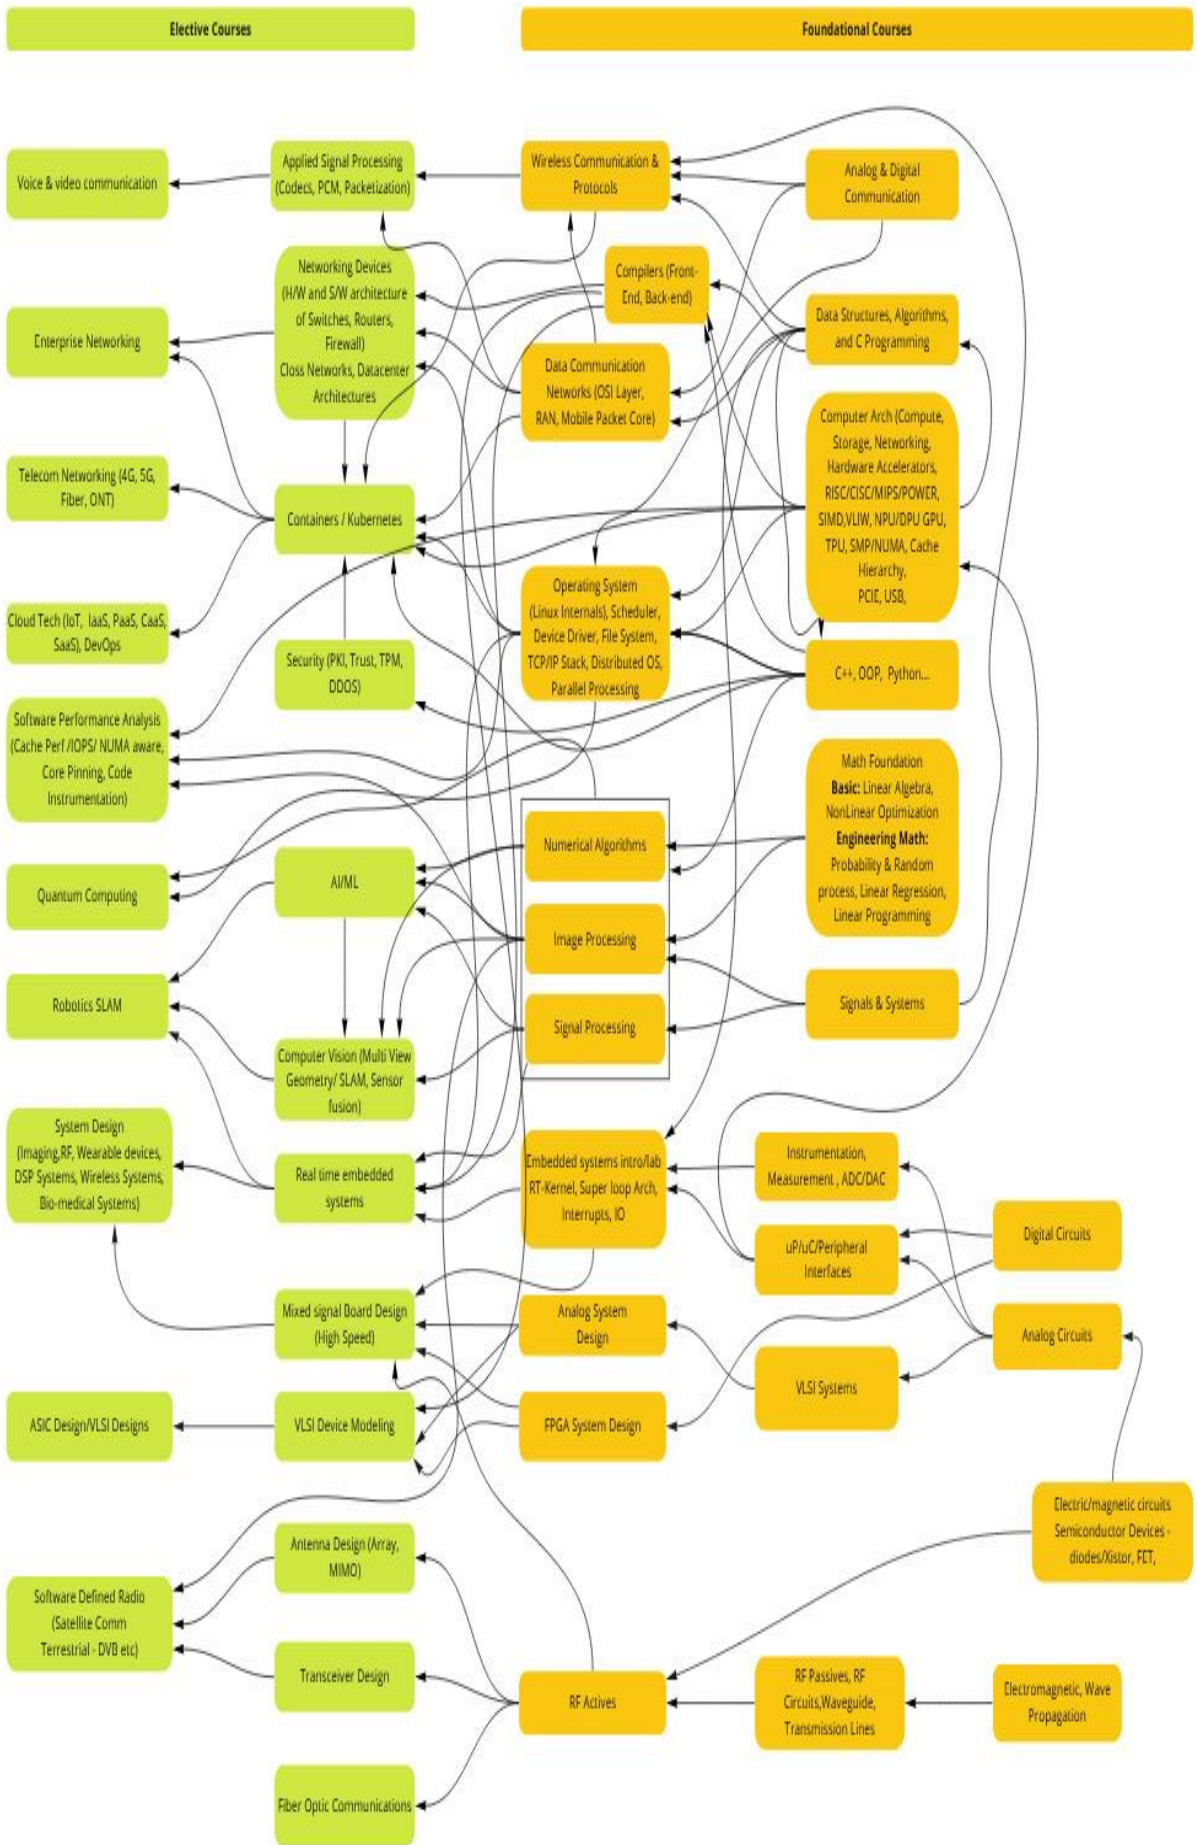 Elective Courses
Foundational Courses
Voice & video communication
Applied Signal Processing
(Codecs, PCM, Packetization)
Wireless Communication &
Protocols
Analog & Digital
Communication
Networking Devices
(H/W and S/W architecture
of Switches, Routers,
Firewall)
Closs Networks, Datacenter
Architectures
Compilers (Front-
End, Back-end)
Data Structures, Algorithms,
and C Programming
Enterprise Networking
Data Communication
Networks (OSI Layer,
RAN, Mobile Packet Core)
Computer Arch (Compute,
Storage, Networking,
Hardware Accelerators,
RISC/CISC/MIPS/POWER,
SIMD,VLIW, NPU/DPU GPU,
TPU, SMP/NUMA, Cache
Hierarchy,
PCIE, USB,
Telecom Networking (4G, 5G,
Fiber, ONT)
Containers / Kubernetes
Operating System
(Linux Internals), Scheduler,
Device Driver, File System,
TCP/IP Stack, Distributed OS,
Parallel Processing
Cloud Tech (IoT, IaaS, PaaS, CaaS,
SaaS), DevOps
Security (PKI, Trust, TPM,
DDOS)
C++, OOP, Python...
Software Performance Analysis
(Cache Perf /IOPS/ NUMA aware,
Core Pinning, Code
Instrumentation)
Math Foundation
Basic: Linear Algebra,
NonLinear Optimization
Engineering Math:
Probability & Random
process, Linear Regression,
Linear Programming
Numerical Algorithms
Quantum Computing
AI/ML
Image Processing
Robotics SLAM
Signals & Systems
Signal Processing
Computer Vision (Multi View
Geometry/ SLAM, Sensor
fusion)
System Design
(Imaging,RF, Wearable devices,
DSP Systems, Wireless Systems,
Bio-medical Systems)
Real time embedded
systems
Embedded systems intro/lab
RT-Kernel, Super loop Arch,
Interrupts, IO
Instrumentation,
Measurement , ADC/DAC
uP/uC/Peripheral
Interfaces
Digital Circuits
Mixed signal Board Design
(High Speed)
Analog System
Design
Analog Circuits
VLSI Systems
ASIC Design/VLSI Designs
VLSI Device Modeling
FPGA System Design
Electric/magnetic circuits
Semiconductor Devices -
diodes/Xistor, FET,
Antenna Design (Array,
MIMO)
Software Defined Radio
(Satellite Comm
Terrestrial - DVB etc)
Transceiver Design
RF Actives
RF Passives, RF
Circuits,Waveguide,
Transmission Lines
Electromagnetic, Wave
Propagation
Fiber Optic Communications